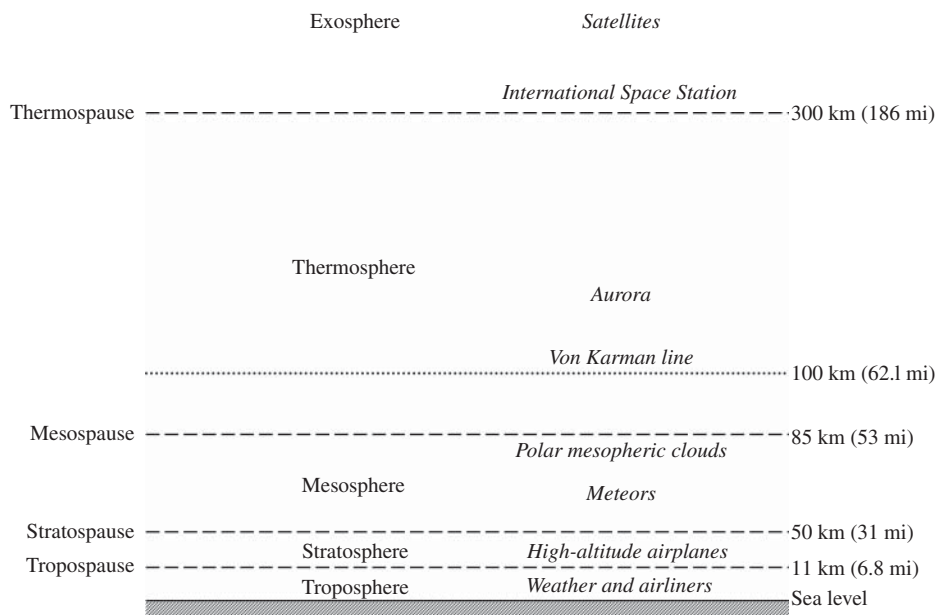 Exosphere Satellites
International Space Station
Thermospause 300 km (186 mi)
Thermosphere
Aurora
Von Karman line
100 km (62.l mi)
Mesospause 85 km (53 mi)
Polar mesopheric clouds
Mesosphere Meteors
Stratospause 50 km (31 mi)
Stratosphere High-altitude airplanes
Tropospause 11 km (6.8 mi)
Troposphere Weather and airliners
Sea level